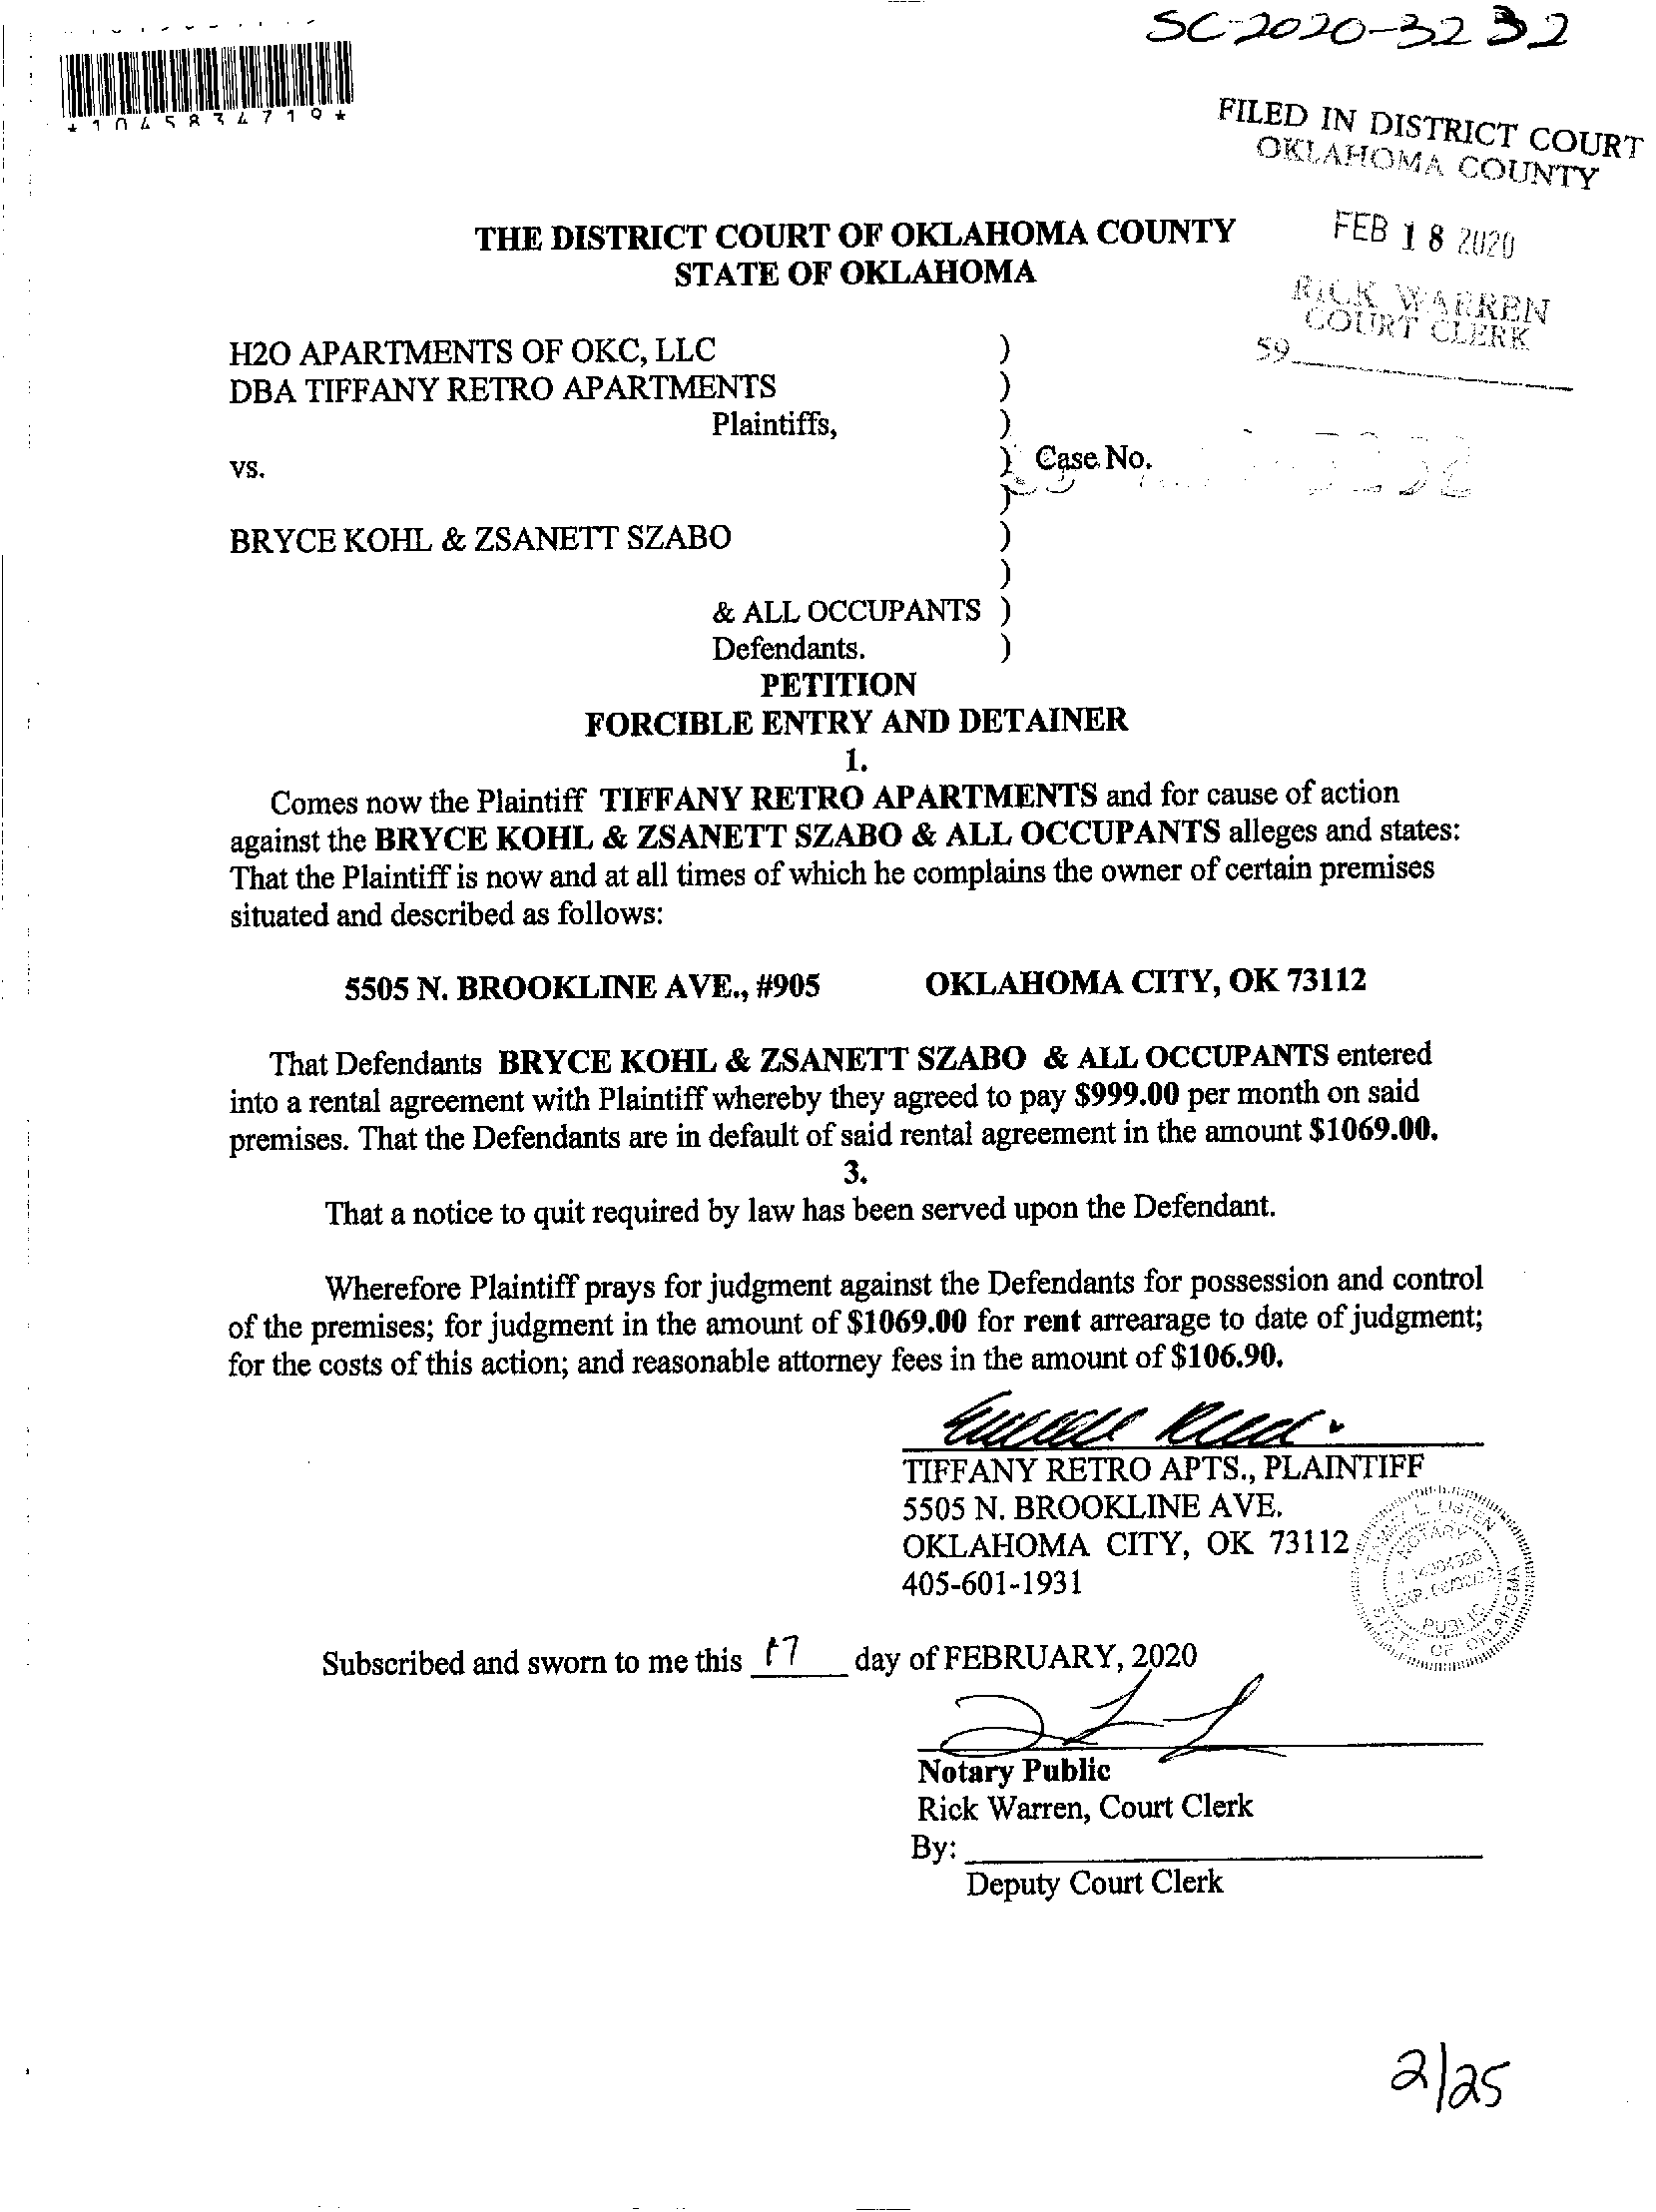 SC-2020-3232
*1045834719*
FILED IN DISTRICT COURT
OKLAHOMA COUNTY
FEB 18 2020
RICK WARREN
COURT CLERK
59
THE DISTRICT COURT OF OKLAHOMA COUNTY
STATE OF OKLAHOMA
H2O APARTMENTS OF OKC, LLC )
DBA TIFFANY RETRO APARTMENTS )
Plaintiffs, )
vs. ) Case No.
)
BRYCE KOHL & ZSANETT SZABO )
)
& ALL OCCUPANTS )
Defendants. )
PETITION
FORCIBLE ENTRY AND DETAINER
1.
Comes now the Plaintiff TIFFANY RETRO APARTMENTS and for cause of action
against the BRYCE KOHL & ZSANETT SZABO & ALL OCCUPANTS alleges and states:
That the Plaintiff is now and at all times of which he complains the owner of certain premises
situated and described as follows:
5505 N. BROOKLINE AVE., #905 OKLAHOMA CITY, OK 73112
That Defendants BRYCE KOHL & ZSANETT SZABO & ALL OCCUPANTS entered
into a rental agreement with Plaintiff whereby they agreed to pay $999.00 per month on said
premises. That the Defendants are in default of said rental agreement in the amount $1069.00.
3.
That a notice to quit required by law has been served upon the Defendant.
Wherefore Plaintiff prays for judgment against the Defendants for possession and control
of the premises; for judgment in the amount of $1069.00 for rent arrearage to date of judgment;
for the costs of this action; and reasonable attorney fees in the amount of $106.90.
TIFFANY RETRO APTS., PLAINTIFF
5505 N. BROOKLINE AVE.
OKLAHOMA CITY, OK 73112
405-601-1931
NOTARY
PUBLIC
STATE OF OKLAHOMA
Subscribed and sworn to me this 17 day of FEBRUARY, 2020
Notary Public
Rick Warren, Court Clerk
By:
Deputy Court Clerk
2/25